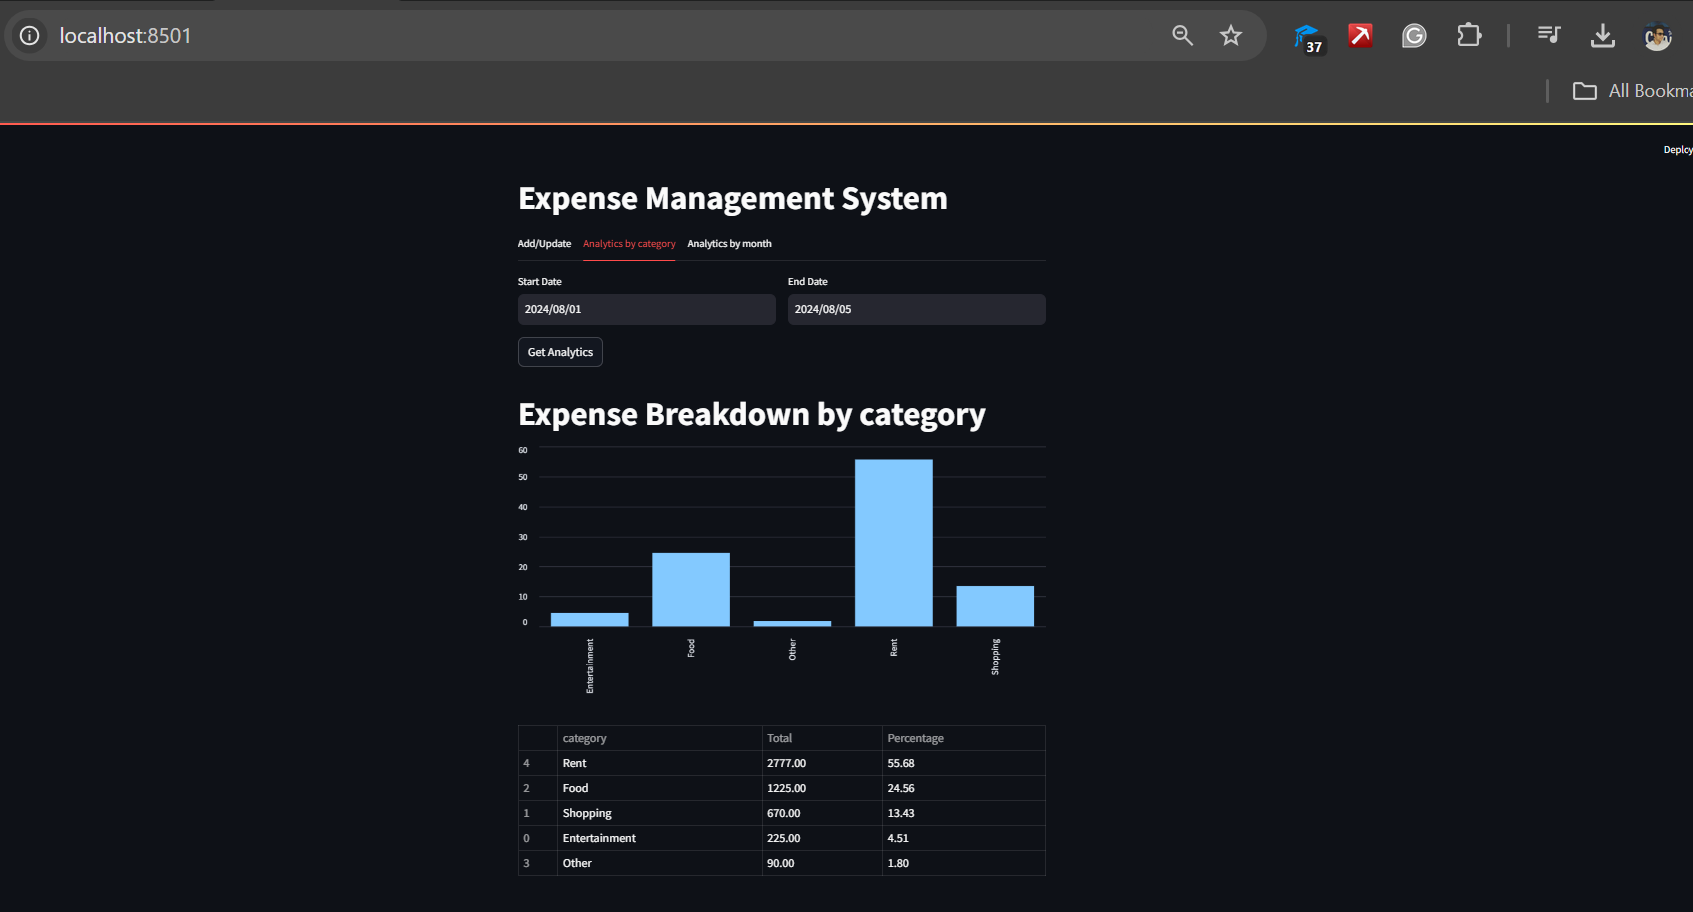 localhost:8501
37
All Bookma
Deploy
Expense Management System
Add/Update Analytics by category Analytics by month
Start Date End Date
2024/08/01 2024/08/05
Get Analytics
Expense Breakdown by category
60
50
40
30
20
10
0
Entertainment Food Other Rent Shopping
category Total Percentage
4 Rent 2777.00 55.68
2 Food 1225.00 24.56
1 Shopping 670.00 13.43
0 Entertainment 225.00 4.51
3 Other 90.00 1.80